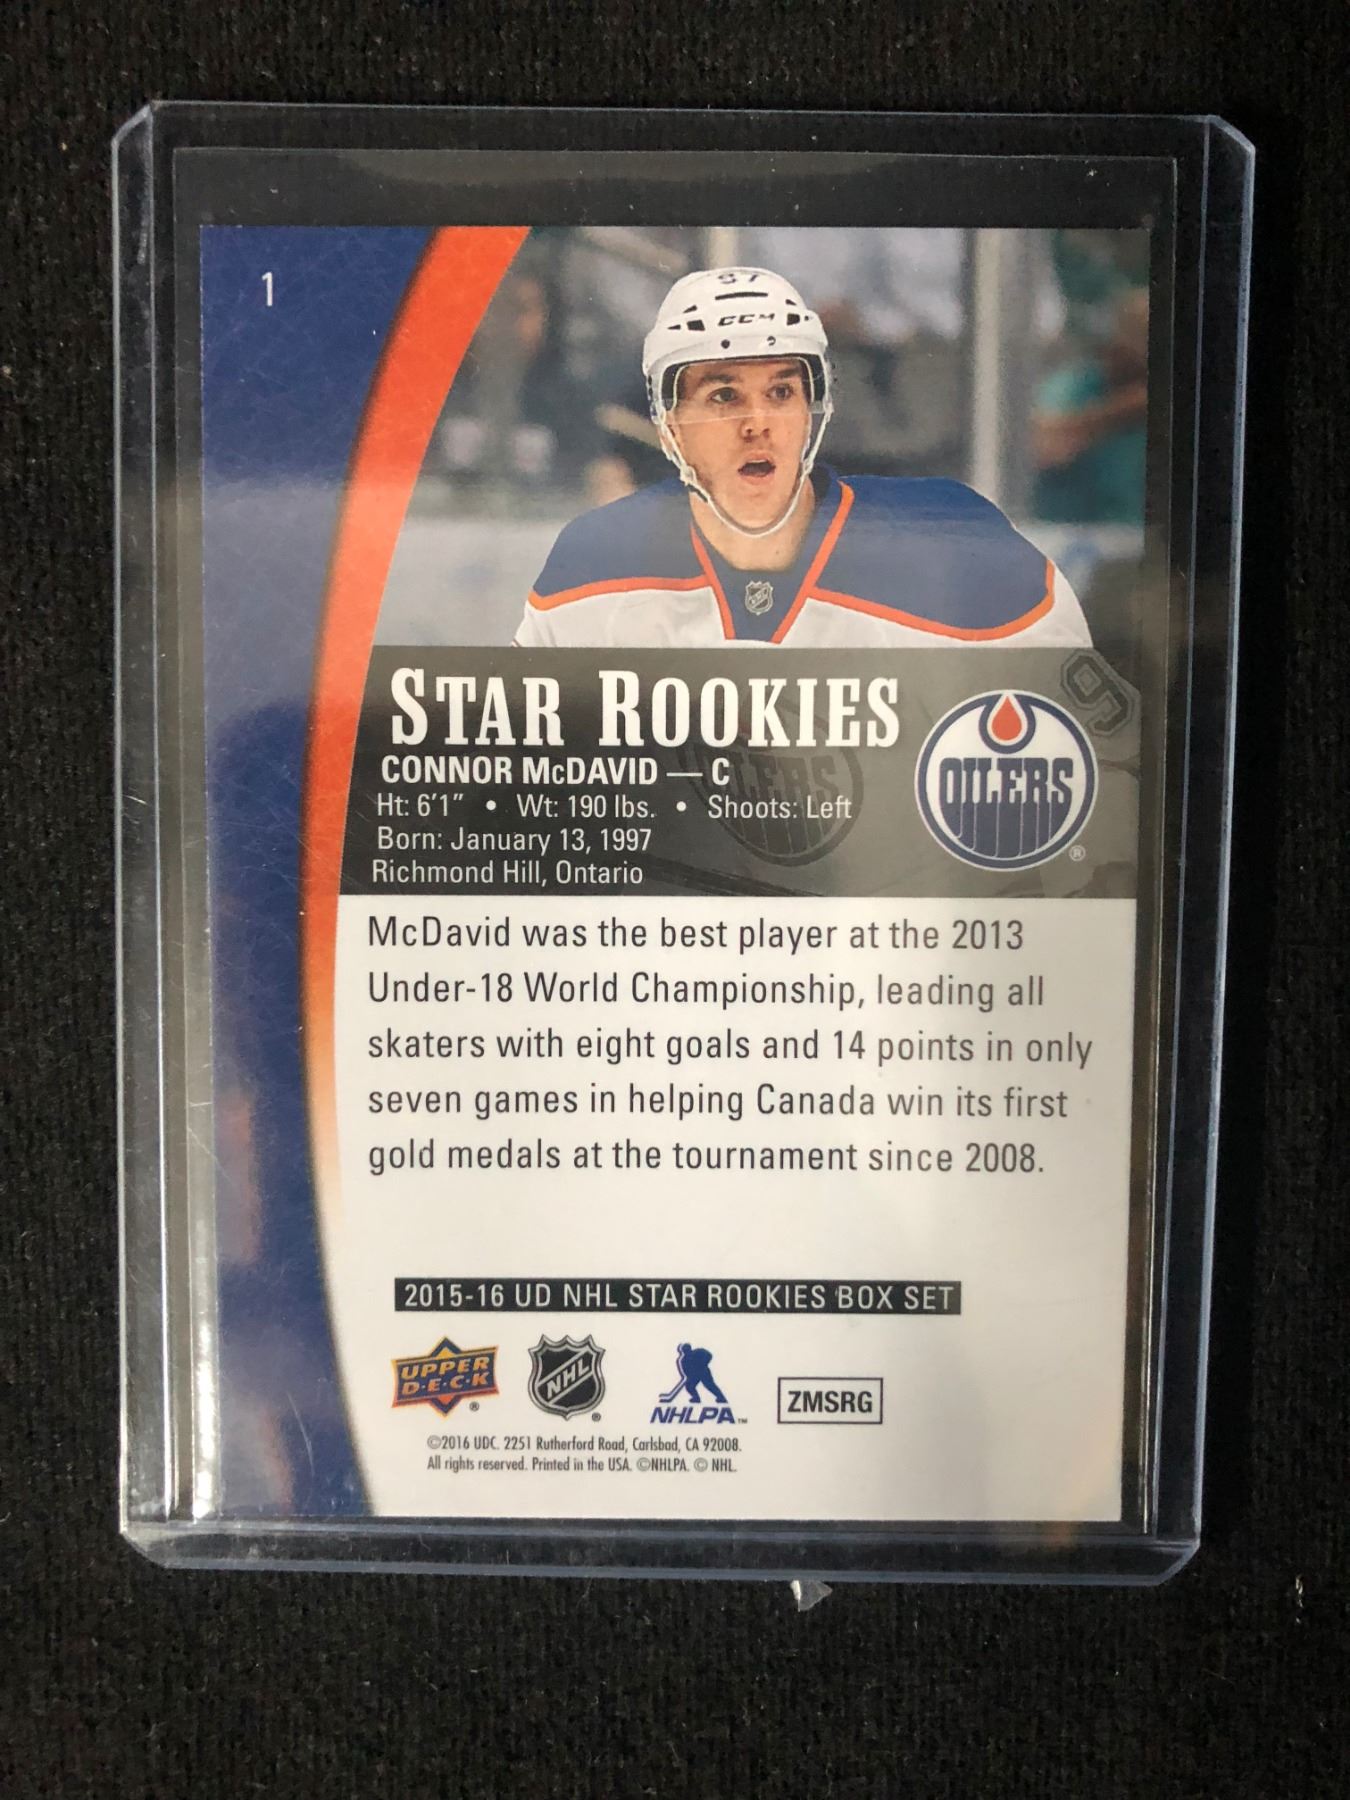 1
97
CCM
NHL
STAR ROOKIES
CONNOR McDAVID — C
Ht: 6'1" • Wt: 190 lbs. • Shoots: Left
Born: January 13, 1997
Richmond Hill, Ontario
OILERS
®
McDavid was the best player at the 2013
Under-18 World Championship, leading all
skaters with eight goals and 14 points in only
seven games in helping Canada win its first
gold medals at the tournament since 2008.
2015-16 UD NHL STAR ROOKIES BOX SET
UPPER
D·E·C·K
®
NHL
®
NHLPA™
ZMSRG
©2016 UDC. 2251 Rutherford Road, Carlsbad, CA 92008.
All rights reserved. Printed in the USA. ©NHLPA. © NHL.